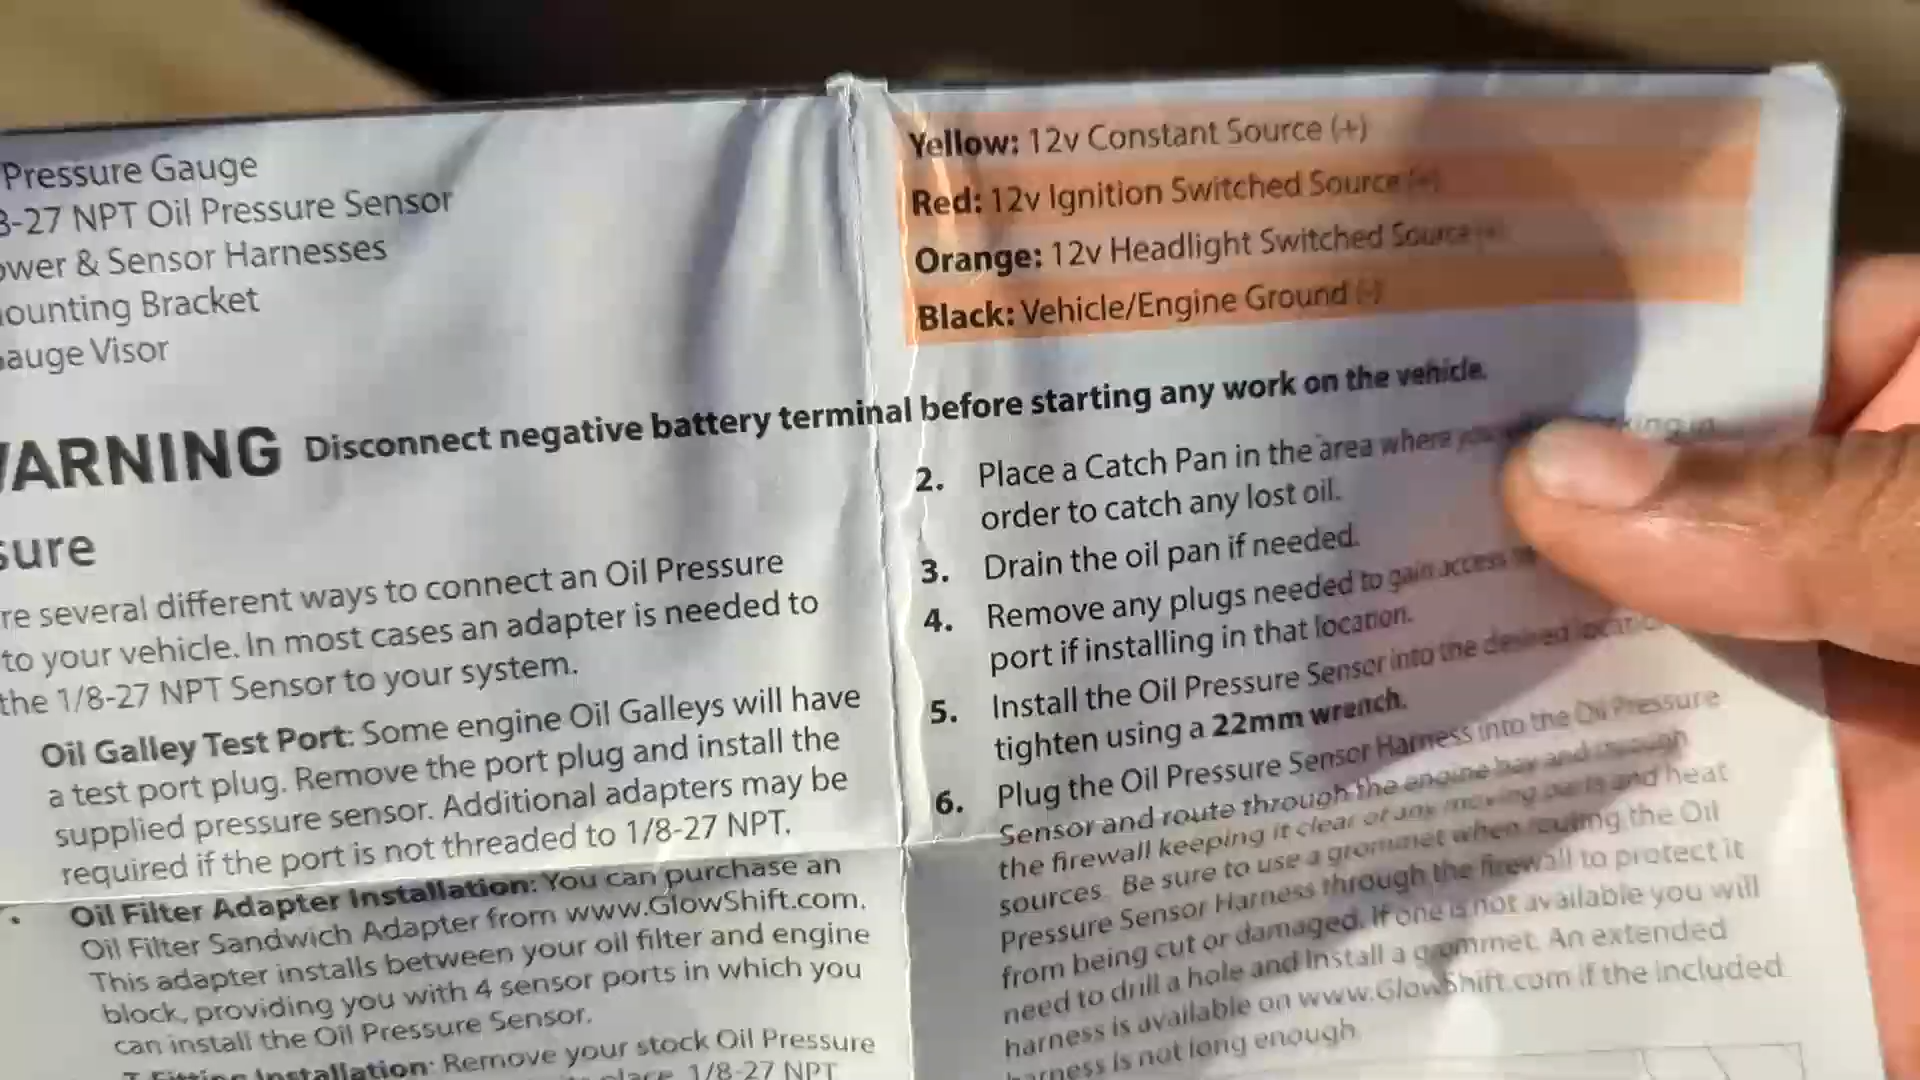 Pressure Gauge
-27 NPT Oil Pressure Sensor
ower & Sensor Harnesses
ounting Bracket
auge Visor
ARNING Disconnect negative battery terminal before starting any work on the vehicle.
sure
re several different ways to connect an Oil Pressure
to your vehicle. In most cases an adapter is needed to
the 1/8-27 NPT Sensor to your system.
Oil Galley Test Port: Some engine Oil Galleys will have
a test port plug. Remove the port plug and install the
supplied pressure sensor. Additional adapters may be
required if the port is not threaded to 1/8-27 NPT.
• Oil Filter Adapter Installation: You can purchase an
Oil Filter Sandwich Adapter from www.GlowShift.com.
This adapter installs between your oil filter and engine
block, providing you with 4 sensor ports in which you
can install the Oil Pressure Sensor.
T-Fitting Installation: Remove your stock Oil Pressure
place 1/8-27 NPT
Yellow: 12v Constant Source (+)
Red: 12v Ignition Switched Source (+)
Orange: 12v Headlight Switched Source (+)
Black: Vehicle/Engine Ground (-)
2. Place a Catch Pan in the area where you king in
order to catch any lost oil.
3. Drain the oil pan if needed.
4. Remove any plugs needed to gain access
port if installing in that location.
5. Install the Oil Pressure Sensor into the desired location
tighten using a 22mm wrench.
6. Plug the Oil Pressure Sensor Harness into the Oil Pressure
Sensor and route through the engine bay and through
the firewall keeping it clear of any moving parts and heat
sources. Be sure to use a grommet when routing the Oil
Pressure Sensor Harness through the firewall to protect it
from being cut or damaged. If one is not available you will
need to drill a hole and Install a grommet. An extended
harness is available on www.GlowShift.com if the included
harness is not long enough.